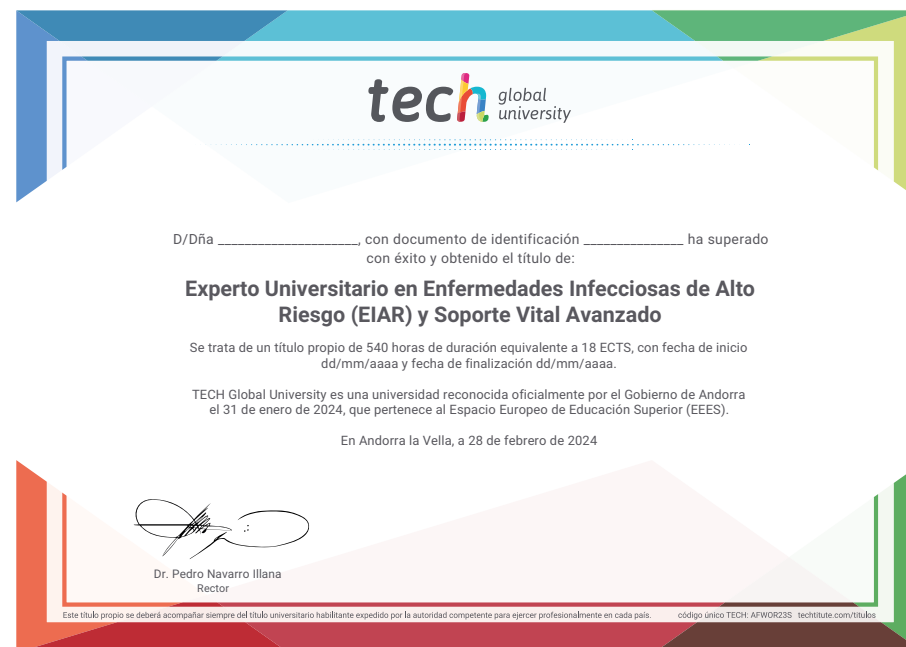 tech global university
D/Dña _____________________, con documento de identificación _______________ ha superado
con éxito y obtenido el título de:
Experto Universitario en Enfermedades Infecciosas de Alto
Riesgo (EIAR) y Soporte Vital Avanzado
Se trata de un título propio de 540 horas de duración equivalente a 18 ECTS, con fecha de inicio
dd/mm/aaaa y fecha de finalización dd/mm/aaaa.
TECH Global University es una universidad reconocida oficialmente por el Gobierno de Andorra
el 31 de enero de 2024, que pertenece al Espacio Europeo de Educación Superior (EEES).
En Andorra la Vella, a 28 de febrero de 2024
Dr. Pedro Navarro Illana
Rector
Este título propio se deberá acompañar siempre del título universitario habilitante expedido por la autoridad competente para ejercer profesionalmente en cada país. código único TECH: AFWOR23S techtitute.com/titulos